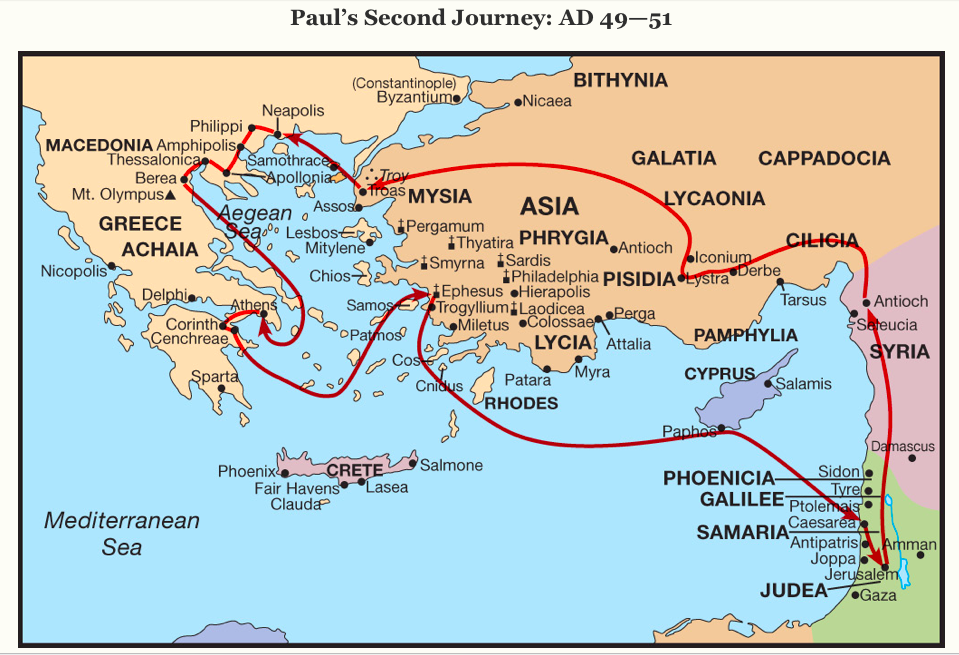 Paul's Second Journey: AD 49—51
BITHYNIA
(Constantinople)
Byzantium
Nicaea
Neapolis
Philippi
MACEDONIA
Amphipolis
Thessalonica
Samothrace
GALATIA
CAPPADOCIA
Berea
Apollonia
Troy
Troas
Mt. Olympus
MYSIA
LYCAONIA
Assos
ASIA
Aegean
Sea
GREECE
†Pergamum
Lesbos
Mitylene
†Thyatira
PHRYGIA
Antioch
CILICIA
ACHAIA
Nicopolis
†Smyrna
†Sardis
Iconium
Chios
†Philadelphia
PISIDIA
Lystra
Derbe
Delphi
†Ephesus
Hierapolis
Tarsus
Athens
Samos
Trogyllium
†Laodicea
Antioch
Corinth
Cenchreae
Patmos
Miletus
Colossae
Perga
Seleucia
Attalia
PAMPHYLIA
LYCIA
SYRIA
Cos
Sparta
Cnidus
Patara
Myra
CYPRUS
Salamis
RHODES
Paphos
Damascus
Phoenix
CRETE
Salmone
Fair Havens
Lasea
Clauda
PHOENICIA
Sidon
GALILEE
Tyre
Ptolemais
Mediterranean
Sea
Caesarea
SAMARIA
Antipatris
Amman
Joppa
Jerusalem
JUDEA
Gaza